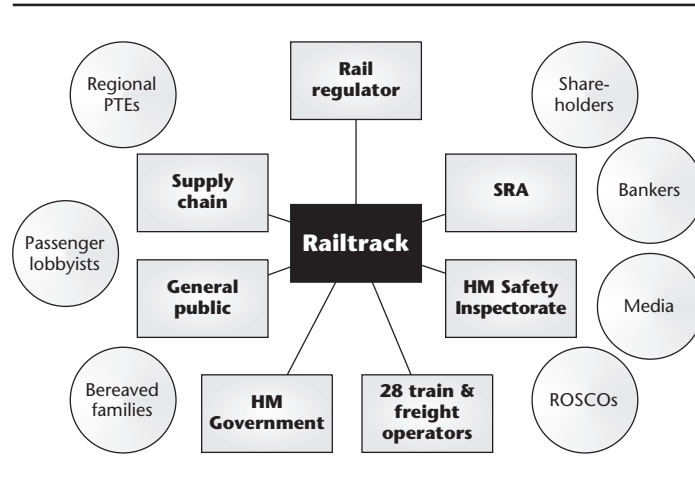 Regional
PTEs
Rail
regulator
Share-
holders
Supply
chain
SRA
Bankers
Passenger
lobbyists
Railtrack
General
public
HM Safety
Inspectorate
Media
Bereaved
families
HM
Government
28 train &
freight
operators
ROSCOs